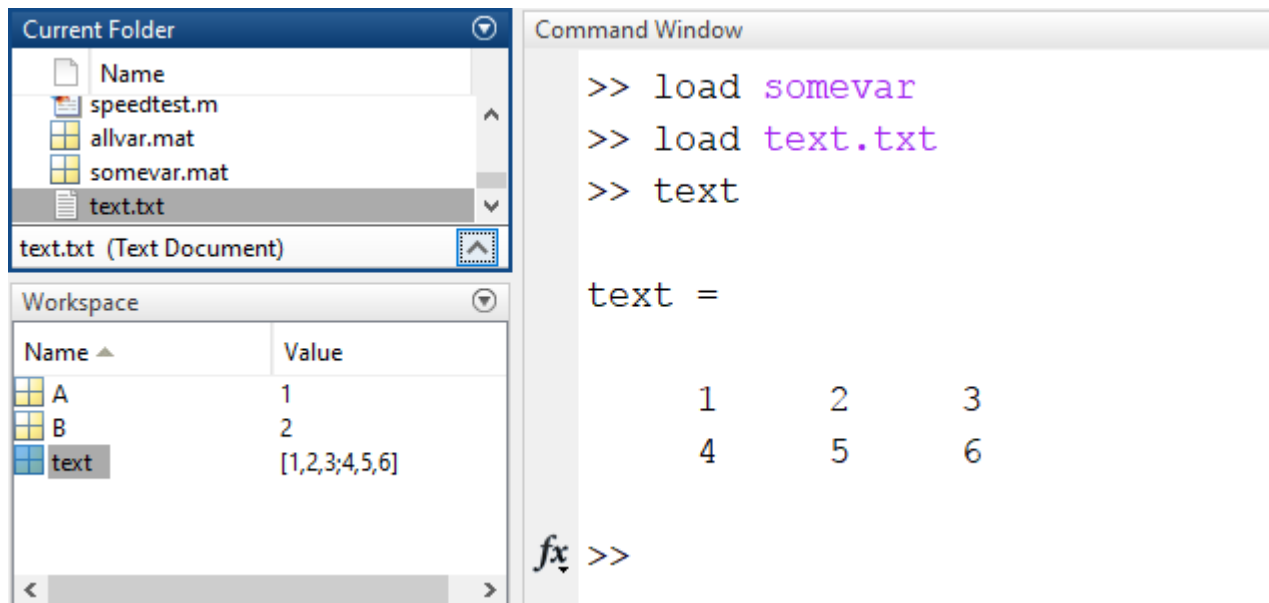 Current Folder
Name
speedtest.m
allvar.mat
somevar.mat
text.txt
text.txt (Text Document)
Workspace
Name Value
A 1
B 2
text [1,2,3;4,5,6]
Command Window
>> load somevar
>> load text.txt
>> text
text =
1 2 3
4 5 6
fx >>